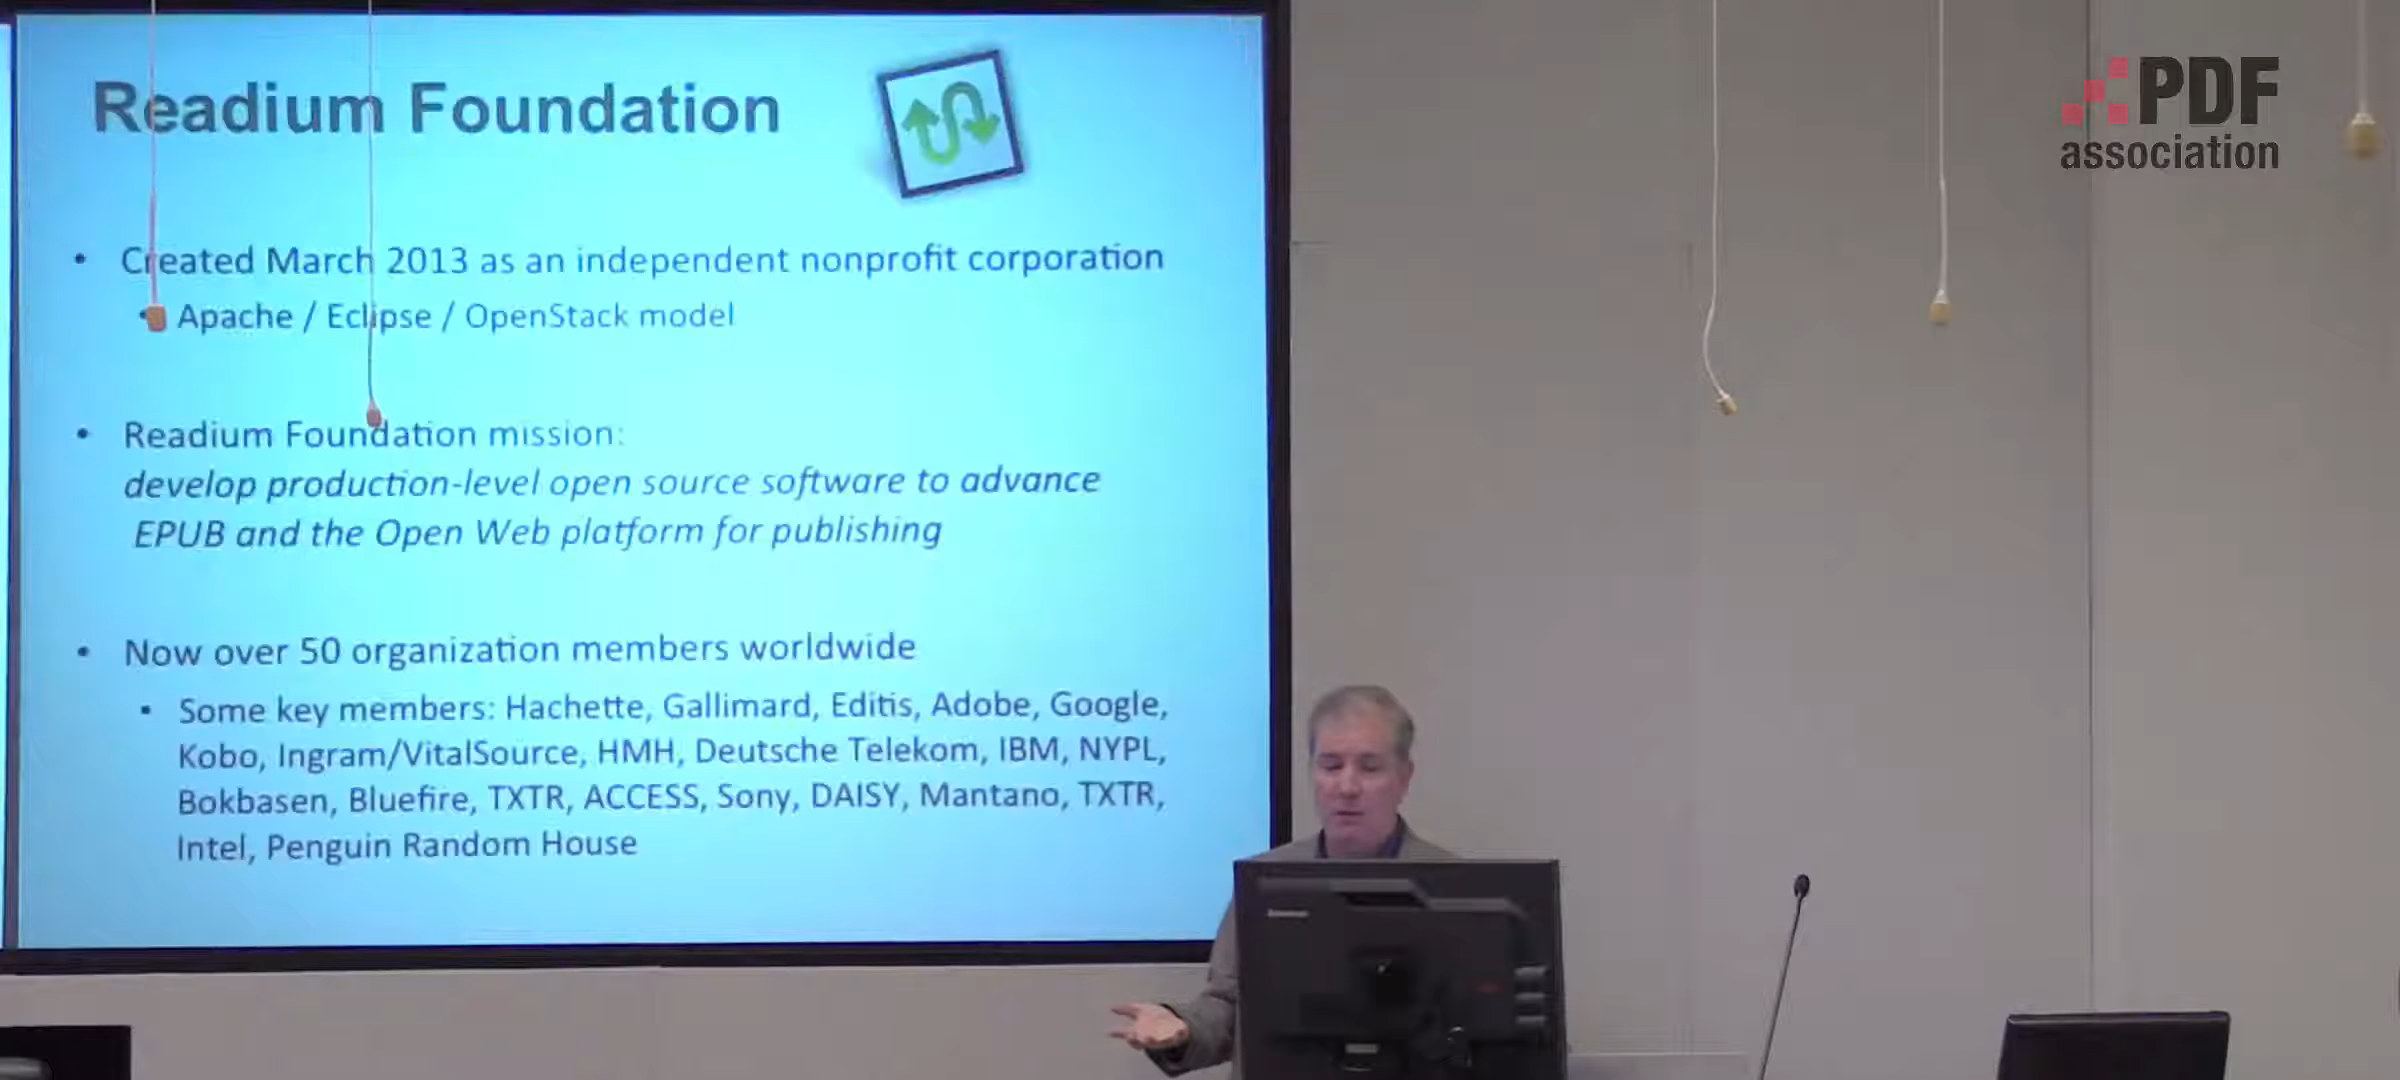 Readium Foundation
• Created March 2013 as an independent nonprofit corporation
• Apache / Eclipse / OpenStack model
• Readium Foundation mission:
develop production-level open source software to advance
EPUB and the Open Web platform for publishing
• Now over 50 organization members worldwide
• Some key members: Hachette, Gallimard, Editis, Adobe, Google,
Kobo, Ingram/VitalSource, HMH, Deutsche Telekom, IBM, NYPL,
Bokbasen, Bluefire, TXTR, ACCESS, Sony, DAISY, Mantano, TXTR,
Intel, Penguin Random House
PDF
association